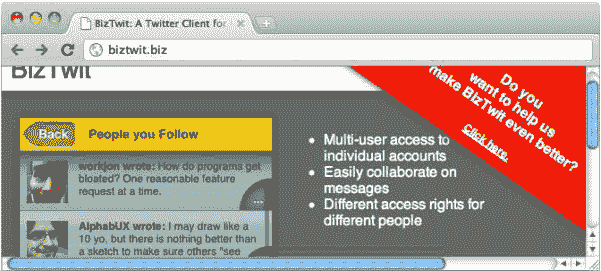 BizTwit: A Twitter Client for
biztwit.biz
BizTwit
Do you
want to help us
make BizTwit even better?
Click here.
Back
People you Follow
workjon wrote: How do programs get
bloated? One reasonable feature
request at a time.
AlphabUX wrote: I may draw like a
10 yo, but there is nothing better than
a sketch to make sure others "see
• Multi-user access to
individual accounts
• Easily collaborate on
messages
• Different access rights for
different people